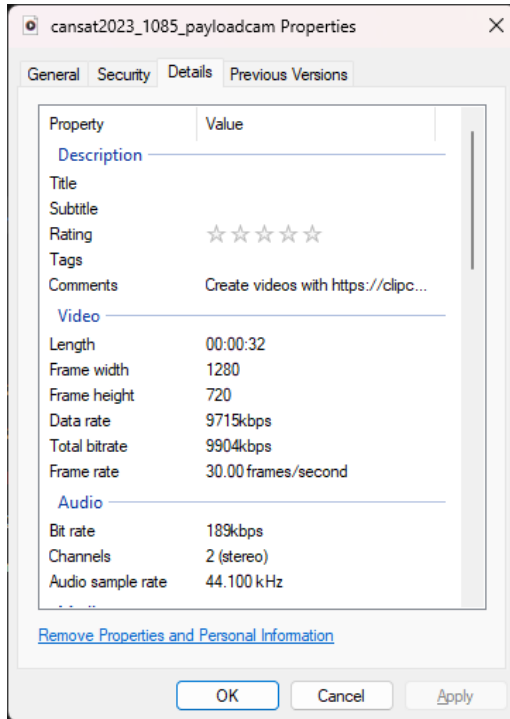 cansat2023_1085_payloadcam Properties
General Security Details Previous Versions
Property Value
Description
Title
Subtitle
Rating
Tags
Comments Create videos with https://clipc...
Video
Length 00:00:32
Frame width 1280
Frame height 720
Data rate 9715kbps
Total bitrate 9904kbps
Frame rate 30.00 frames/second
Audio
Bit rate 189kbps
Channels 2 (stereo)
Audio sample rate 44.100 kHz
Remove Properties and Personal Information
OK Cancel Apply